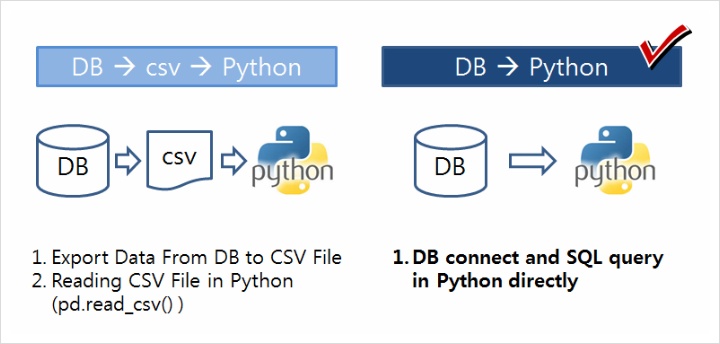 DB → csv → Python
DB
csv
python
1. Export Data From DB to CSV File
2. Reading CSV File in Python
(pd.read_csv() )
DB → Python
DB
python
1. DB connect and SQL query
in Python directly